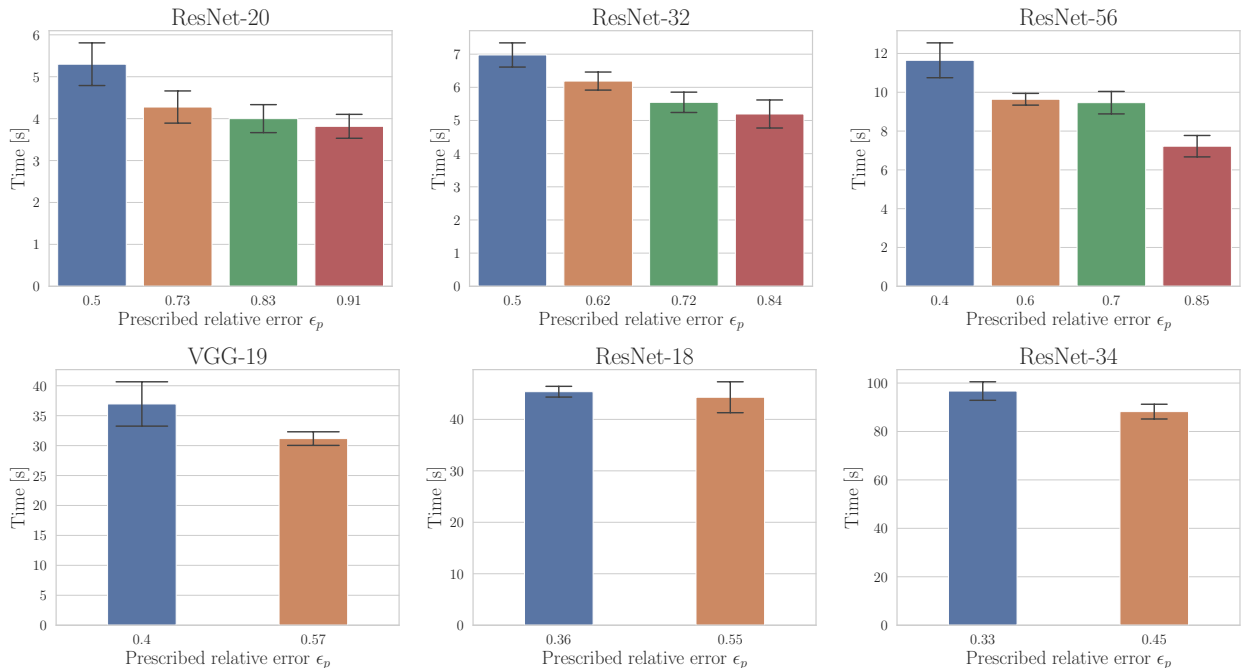 ResNet-20
Time [s]
6
5
4
3
2
1
0
0.5 0.73 0.83 0.91
Prescribed relative error ϵp
ResNet-32
Time [s]
7
6
5
4
3
2
1
0
0.5 0.62 0.72 0.84
Prescribed relative error ϵp
ResNet-56
Time [s]
12
10
8
6
4
2
0
0.4 0.6 0.7 0.85
Prescribed relative error ϵp
VGG-19
Time [s]
40
35
30
25
20
15
10
5
0
0.4 0.57
Prescribed relative error ϵp
ResNet-18
Time [s]
40
30
20
10
0
0.36 0.55
Prescribed relative error ϵp
ResNet-34
Time [s]
100
80
60
40
20
0
0.33 0.45
Prescribed relative error ϵp